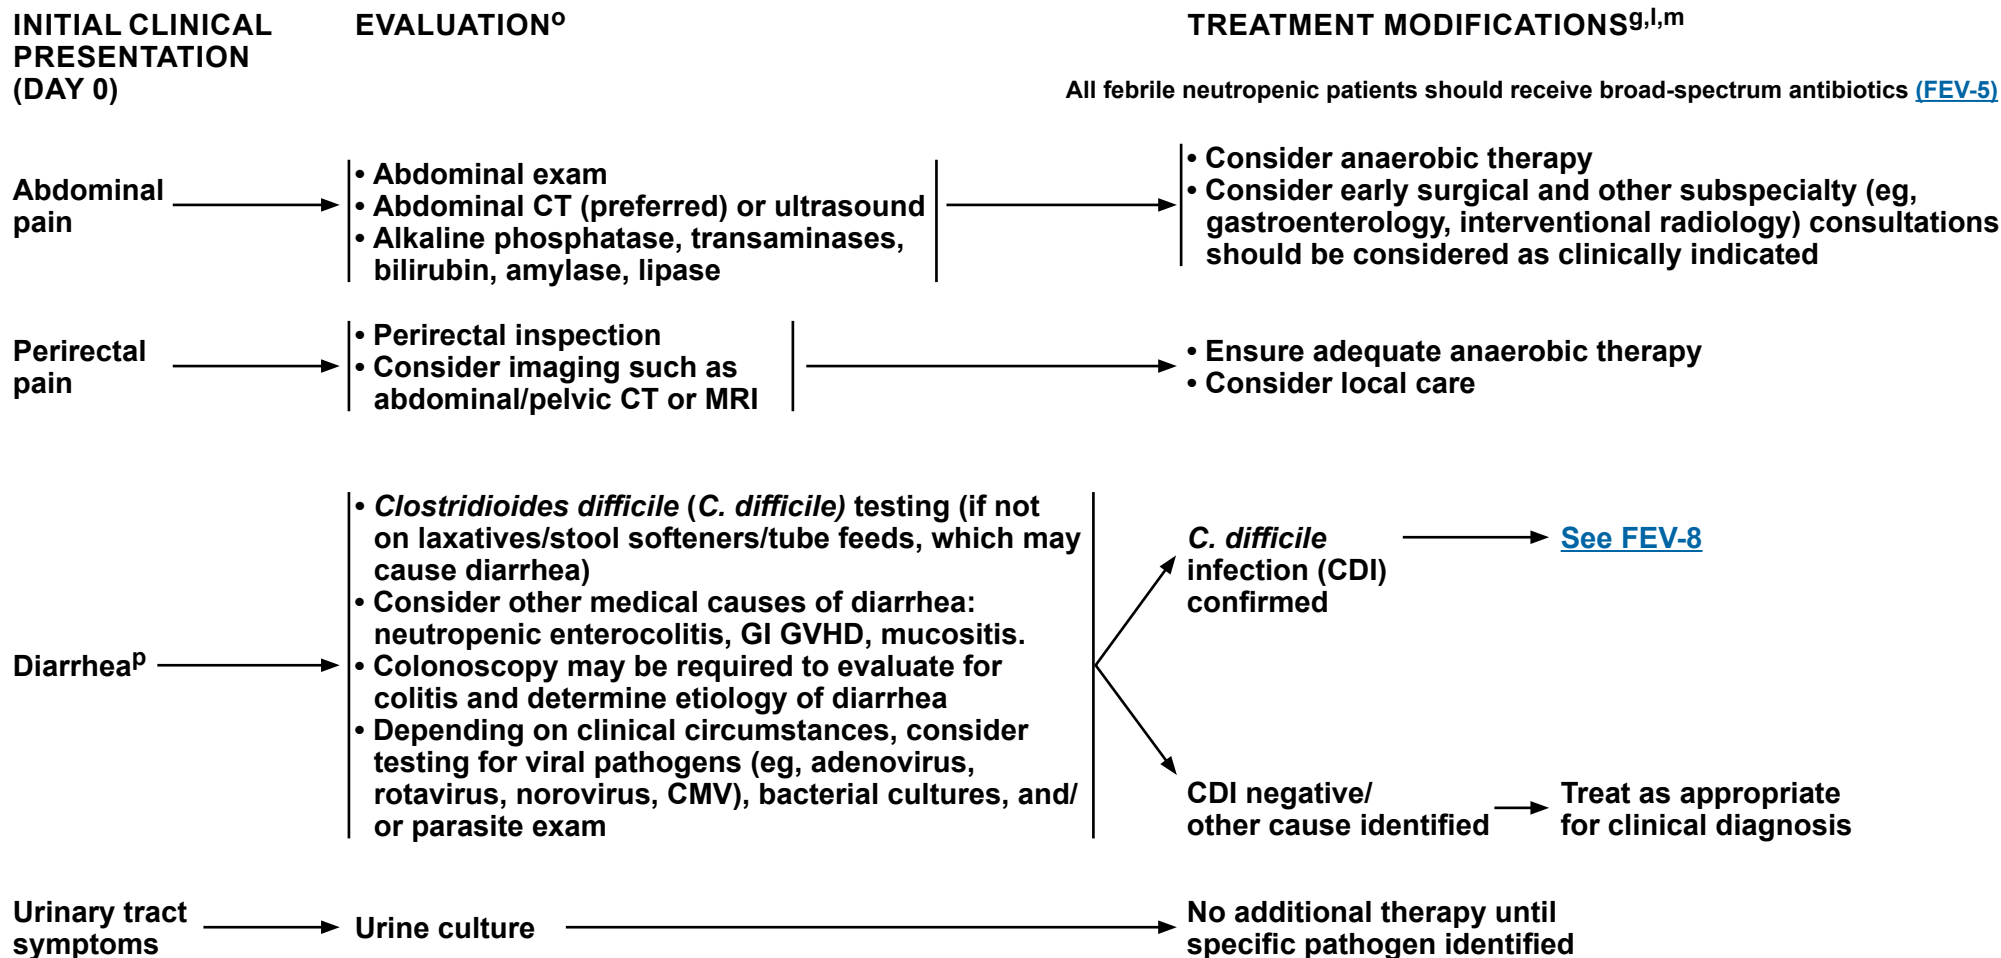 INITIAL CLINICAL
PRESENTATION
(DAY 0)
EVALUATIONᵒ
TREATMENT MODIFICATIONSᵍ,ˡ,ᵐ
All febrile neutropenic patients should receive broad-spectrum antibiotics (FEV-5)
Abdominal
pain
• Abdominal exam
• Abdominal CT (preferred) or ultrasound
• Alkaline phosphatase, transaminases,
bilirubin, amylase, lipase
• Consider anaerobic therapy
• Consider early surgical and other subspecialty (eg,
gastroenterology, interventional radiology) consultations
should be considered as clinically indicated
Perirectal
pain
• Perirectal inspection
• Consider imaging such as
abdominal/pelvic CT or MRI
• Ensure adequate anaerobic therapy
• Consider local care
Diarrheaᵖ
• Clostridioides difficile (C. difficile) testing (if not
on laxatives/stool softeners/tube feeds, which may
cause diarrhea)
• Consider other medical causes of diarrhea:
neutropenic enterocolitis, GI GVHD, mucositis.
• Colonoscopy may be required to evaluate for
colitis and determine etiology of diarrhea
• Depending on clinical circumstances, consider
testing for viral pathogens (eg, adenovirus,
rotavirus, norovirus, CMV), bacterial cultures, and/
or parasite exam
C. difficile
infection (CDI)
confirmed
See FEV-8
CDI negative/
other cause identified
Treat as appropriate
for clinical diagnosis
Urinary tract
symptoms
Urine culture
No additional therapy until
specific pathogen identified